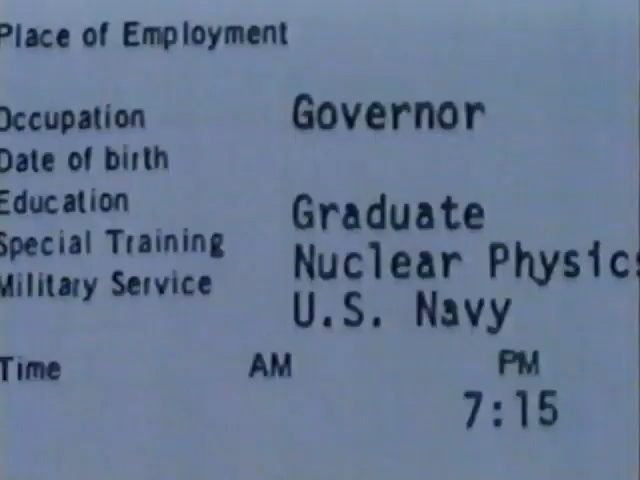 Place of Employment
Occupation Governor
Date of birth
Education Graduate
Special Training Nuclear Physics
Military Service U.S. Navy
Time AM PM
7:15